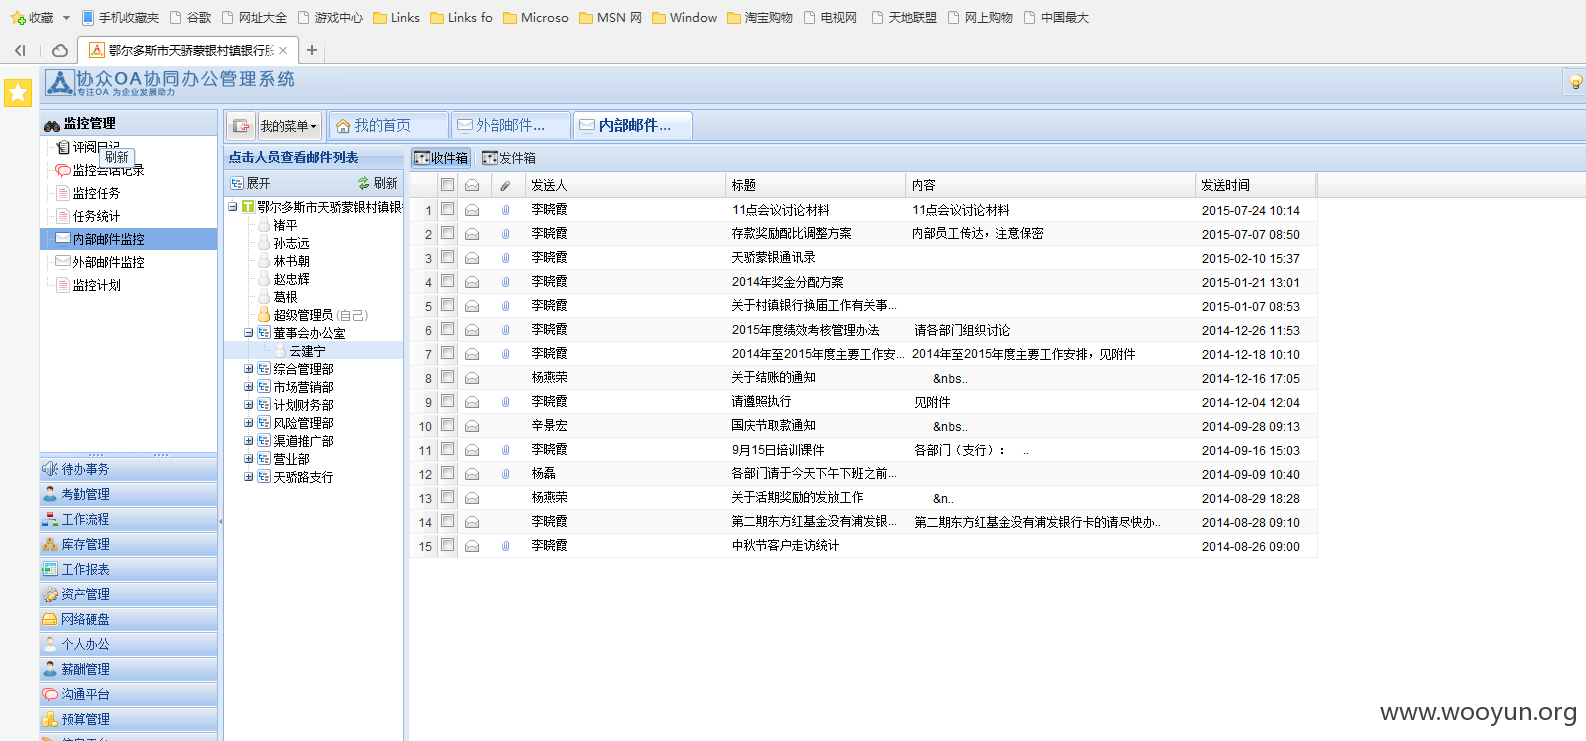 收藏 手机收藏夹 谷歌 网址大全 游戏中心 Links Links fo Microso MSN 网 Window 淘宝购物 电视网 天地联盟 网上购物 中国最大
鄂尔多斯市天骄蒙银村镇银行
协众OA协同办公管理系统
专注OA 为企业发展助力
监控管理
评阅日记
刷新
监控会话记录
监控任务
任务统计
内部邮件监控
外部邮件监控
监控计划
待办事务
考勤管理
工作流程
库存管理
工作报表
资产管理
网络硬盘
个人办公
薪酬管理
沟通平台
预算管理
我的菜单 我的首页 外部邮件... 内部邮件...
点击人员查看邮件列表
展开 刷新
鄂尔多斯市天骄蒙银村镇银
褚平
孙志远
林书朝
赵忠辉
葛根
超级管理员(自己)
董事会办公室
云建宁
综合管理部
市场营销部
计划财务部
风险管理部
渠道推广部
营业部
天骄路支行
收件箱 发件箱
发送人 标题 内容 发送时间
1 李晓霞 11点会议讨论材料 11点会议讨论材料 2015-07-24 10:14
2 李晓霞 存款奖励配比调整方案 内部员工传达，注意保密 2015-07-07 08:50
3 李晓霞 天骄蒙银通讯录 2015-02-10 15:37
4 李晓霞 2014年奖金分配方案 2015-01-21 13:01
5 李晓霞 关于村镇银行换届工作有关事... 2015-01-07 08:53
6 李晓霞 2015年度绩效考核管理办法 请各部门组织讨论 2014-12-26 11:53
7 李晓霞 2014年至2015年度主要工作安... 2014年至2015年度主要工作安排，见附件 2014-12-18 10:10
8 杨燕荣 关于结账的通知 &nbs.. 2014-12-16 17:05
9 李晓霞 请遵照执行 见附件 2014-12-04 12:04
10 辛景宏 国庆节取款通知 &nbs.. 2014-09-28 09:13
11 李晓霞 9月15日培训课件 各部门（支行）： .. 2014-09-16 15:03
12 杨磊 各部门请于今天下午下班之前... 2014-09-09 10:40
13 杨燕荣 关于活期奖励的发放工作 &n.. 2014-08-29 18:28
14 李晓霞 第二期东方红基金没有浦发银... 第二期东方红基金没有浦发银行卡的请尽快办.. 2014-08-28 09:10
15 李晓霞 中秋节客户走访统计 2014-08-26 09:00
www.wooyun.org